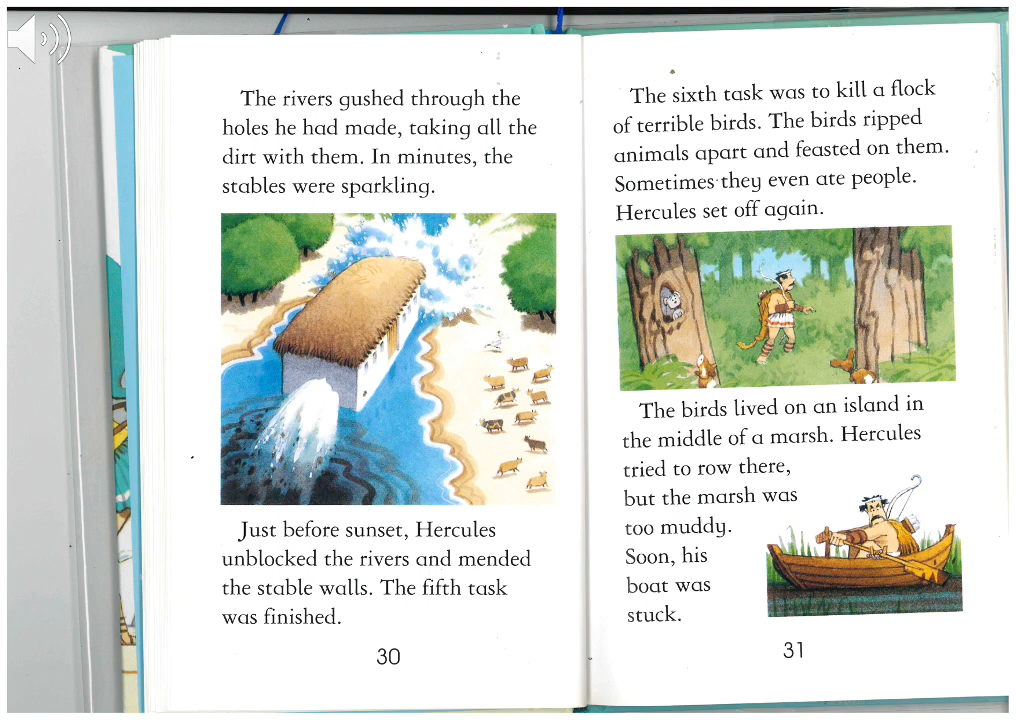 The rivers gushed through the
holes he had made, taking all the
dirt with them. In minutes, the
stables were sparkling.
Just before sunset, Hercules
unblocked the rivers and mended
the stable walls. The fifth task
was finished.
30
The sixth task was to kill a flock
of terrible birds. The birds ripped
animals apart and feasted on them.
Sometimes they even ate people.
Hercules set off again.
The birds lived on an island in
the middle of a marsh. Hercules
tried to row there,
but the marsh was
too muddy.
Soon, his
boat was
stuck.
31